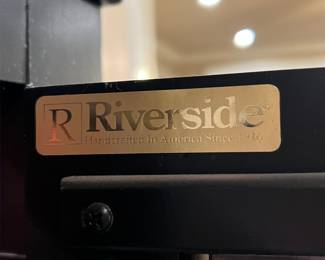 R Riverside
Handcrafted In America Since